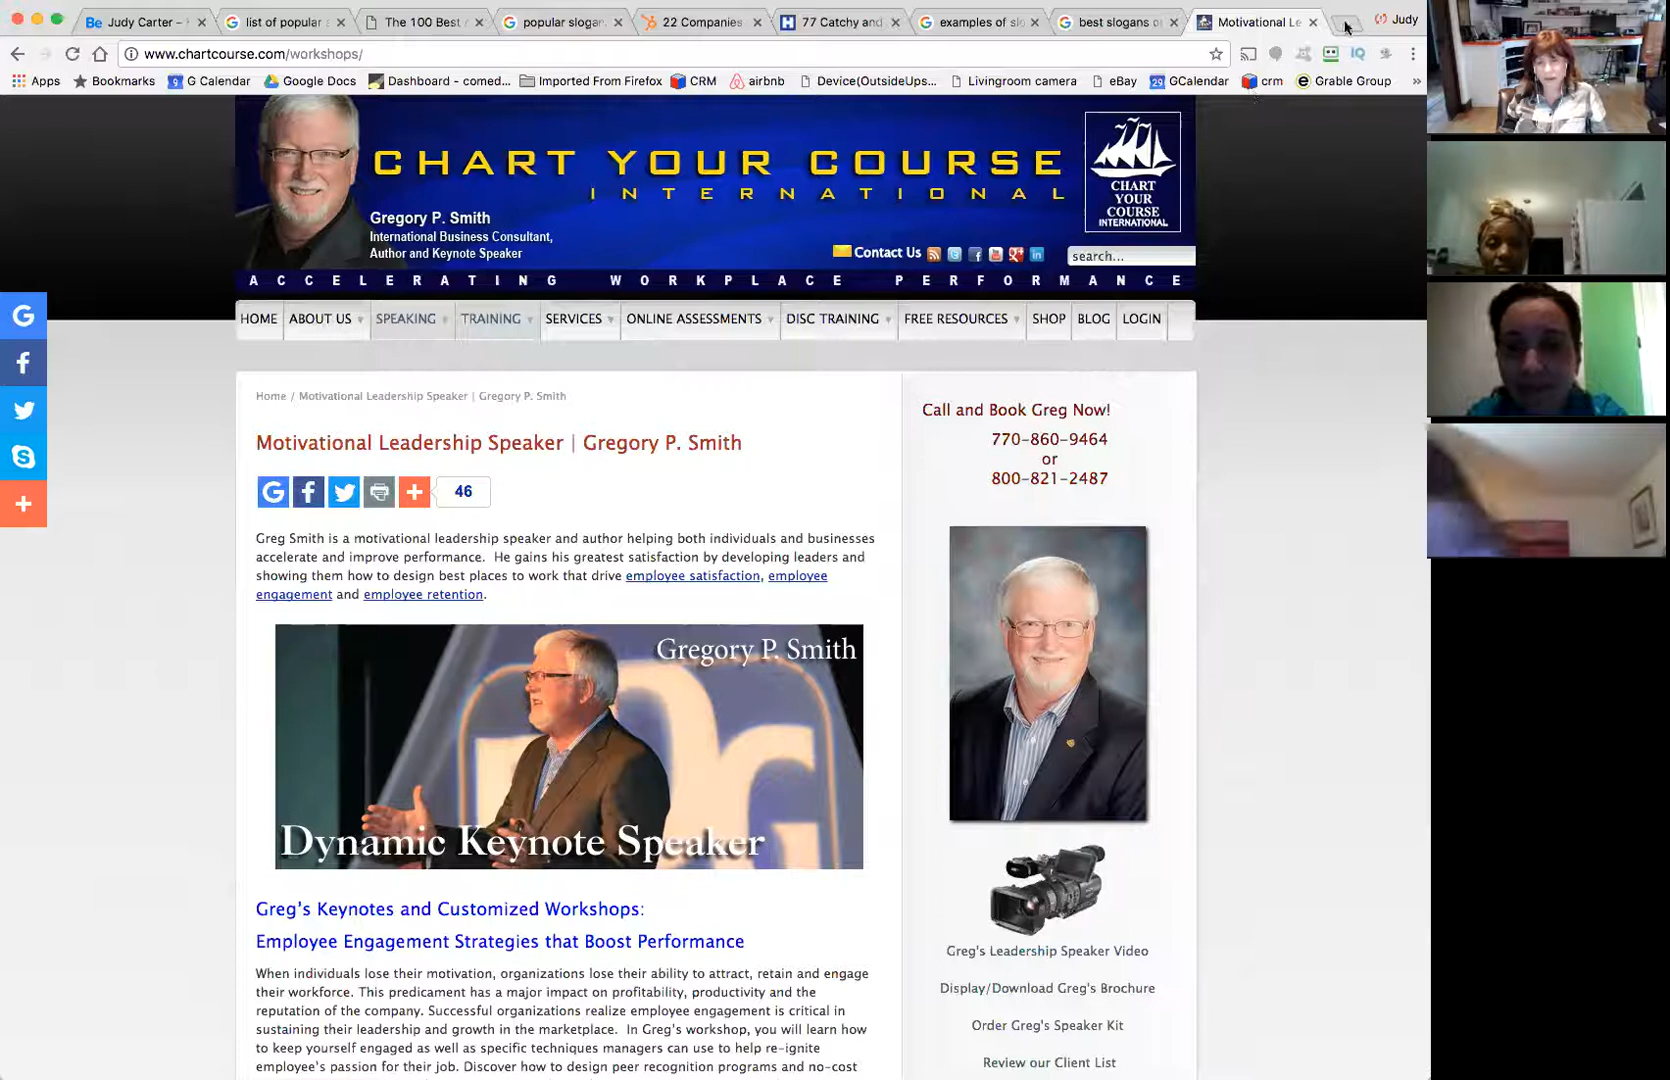 Judy Carter –
list of popular s
The 100 Best
popular slogan
22 Companies
77 Catchy and
examples of slo
best slogans o
Motivational Le
Judy
www.chartcourse.com/workshops/
Apps
Bookmarks
G Calendar
Google Docs
Dashboard - comed...
Imported From Firefox
CRM
airbnb
Device(OutsideUps...
Livingroom camera
eBay
GCalendar
crm
Grable Group
CHART YOUR COURSE
INTERNATIONAL
Gregory P. Smith
International Business Consultant,
Author and Keynote Speaker
CHART
YOUR
COURSE
INTERNATIONAL
Contact Us
search...
ACCELERATING WORKPLACE PERFORMANCE
HOME
ABOUT US
SPEAKING
TRAINING
SERVICES
ONLINE ASSESSMENTS
DISC TRAINING
FREE RESOURCES
SHOP
BLOG
LOGIN
Home / Motivational Leadership Speaker | Gregory P. Smith
Motivational Leadership Speaker | Gregory P. Smith
46
Greg Smith is a motivational leadership speaker and author helping both individuals and businesses
accelerate and improve performance.  He gains his greatest satisfaction by developing leaders and
showing them how to design best places to work that drive employee satisfaction, employee
engagement and employee retention.
Gregory P. Smith
Dynamic Keynote Speaker
Greg's Keynotes and Customized Workshops:
Employee Engagement Strategies that Boost Performance
When individuals lose their motivation, organizations lose their ability to attract, retain and engage
their workforce. This predicament has a major impact on profitability, productivity and the
reputation of the company. Successful organizations realize employee engagement is critical in
sustaining their leadership and growth in the marketplace.  In Greg's workshop, you will learn how
to keep yourself engaged as well as specific techniques managers can use to help re-ignite
employee's passion for their job. Discover how to design peer recognition programs and no-cost
Call and Book Greg Now!
770-860-9464
or
800-821-2487
Greg's Leadership Speaker Video
Display/Download Greg's Brochure
Order Greg's Speaker Kit
Review our Client List